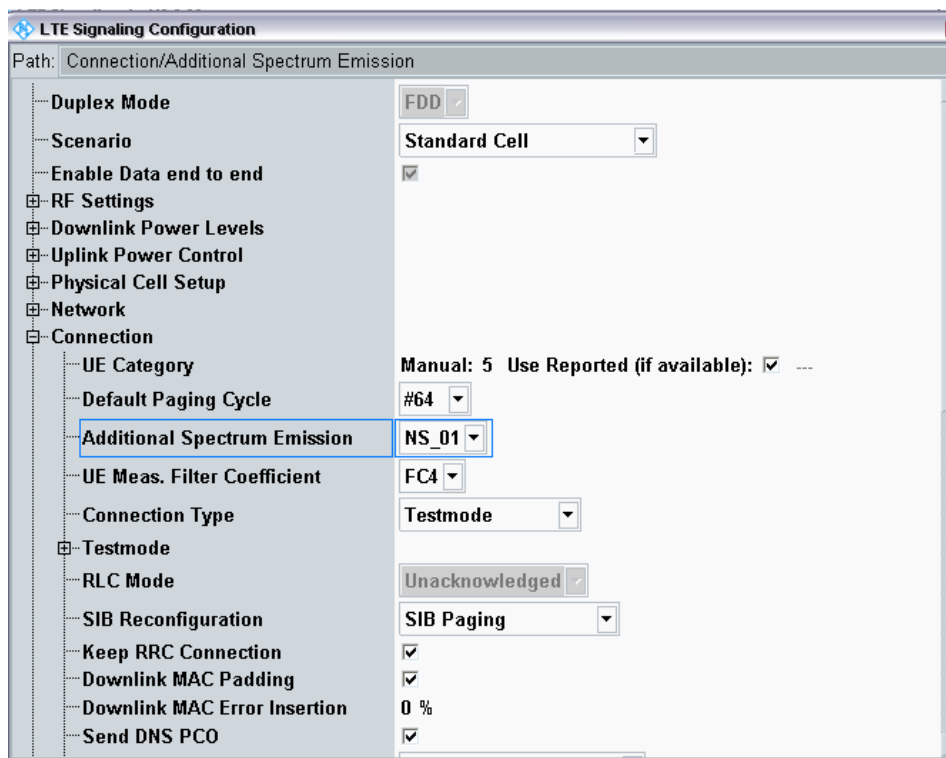 LTE Signaling Configuration
Path: Connection/Additional Spectrum Emission
Duplex Mode FDD
Scenario Standard Cell
Enable Data end to end
RF Settings
Downlink Power Levels
Uplink Power Control
Physical Cell Setup
Network
Connection
UE Category Manual: 5 Use Reported (if available): ---
Default Paging Cycle #64
Additional Spectrum Emission NS_01
UE Meas. Filter Coefficient FC4
Connection Type Testmode
Testmode
RLC Mode Unacknowledged
SIB Reconfiguration SIB Paging
Keep RRC Connection
Downlink MAC Padding
Downlink MAC Error Insertion 0 %
Send DNS PCO